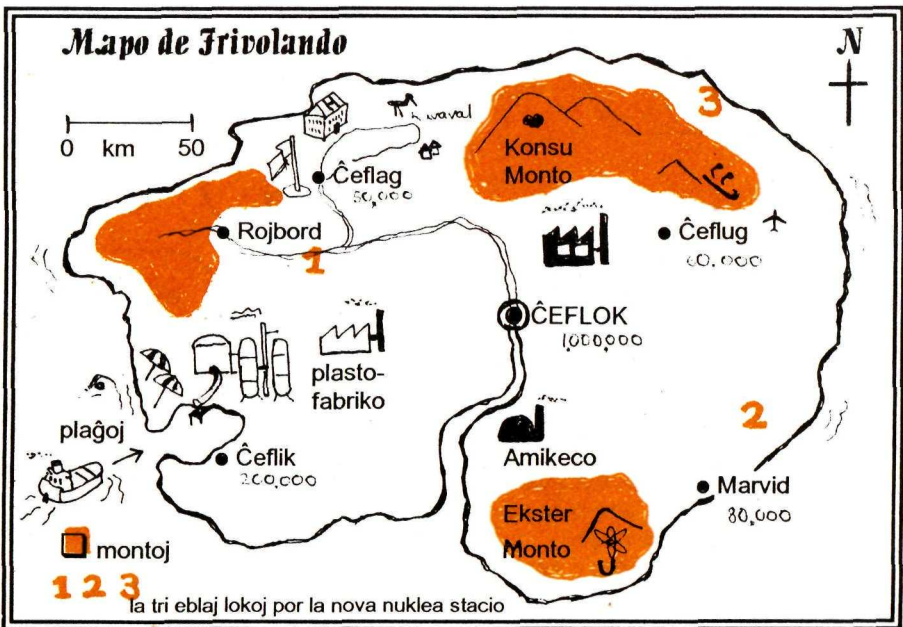 Mapo de Frivolando
N
0 km 50
3
Konsu
Monto
Ĉeflag
80,000
Rojbord
Ĉeflug
60.000
1
ĈEFLOK
1,000,000
plasto-
fabriko
2
plaĝoj
Amikeco
Ĉeflik
200,000
Marvid
80,000
Ekster
Monto
montoj
1 2 3
la tri eblaj lokoj por la nova nuklea stacio